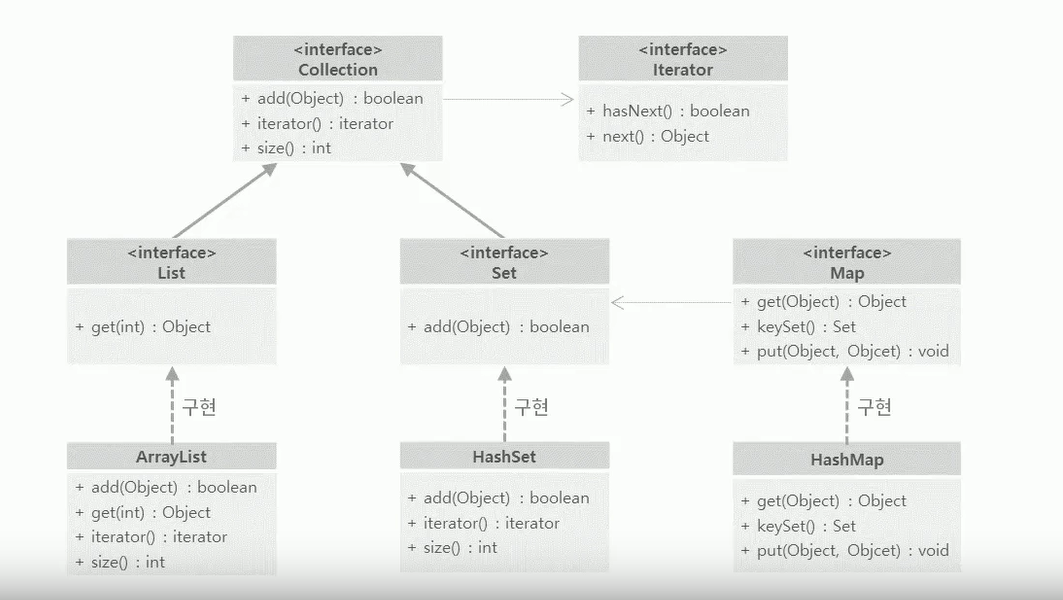 <interface>
Collection
+ add(Object) : boolean
+ iterator() : iterator
+ size() : int
<interface>
Iterator
+ hasNext() : boolean
+ next() : Object
<interface>
List
+ get(int) : Object
<interface>
Set
+ add(Object) : boolean
<interface>
Map
+ get(Object) : Object
+ keySet() : Set
+ put(Object, Objcet) : void
구현
구현
구현
ArrayList
+ add(Object) : boolean
+ get(int) : Object
+ iterator() : iterator
+ size() : int
HashSet
+ add(Object) : boolean
+ iterator() : iterator
+ size() : int
HashMap
+ get(Object) : Object
+ keySet() : Set
+ put(Object, Objcet) : void